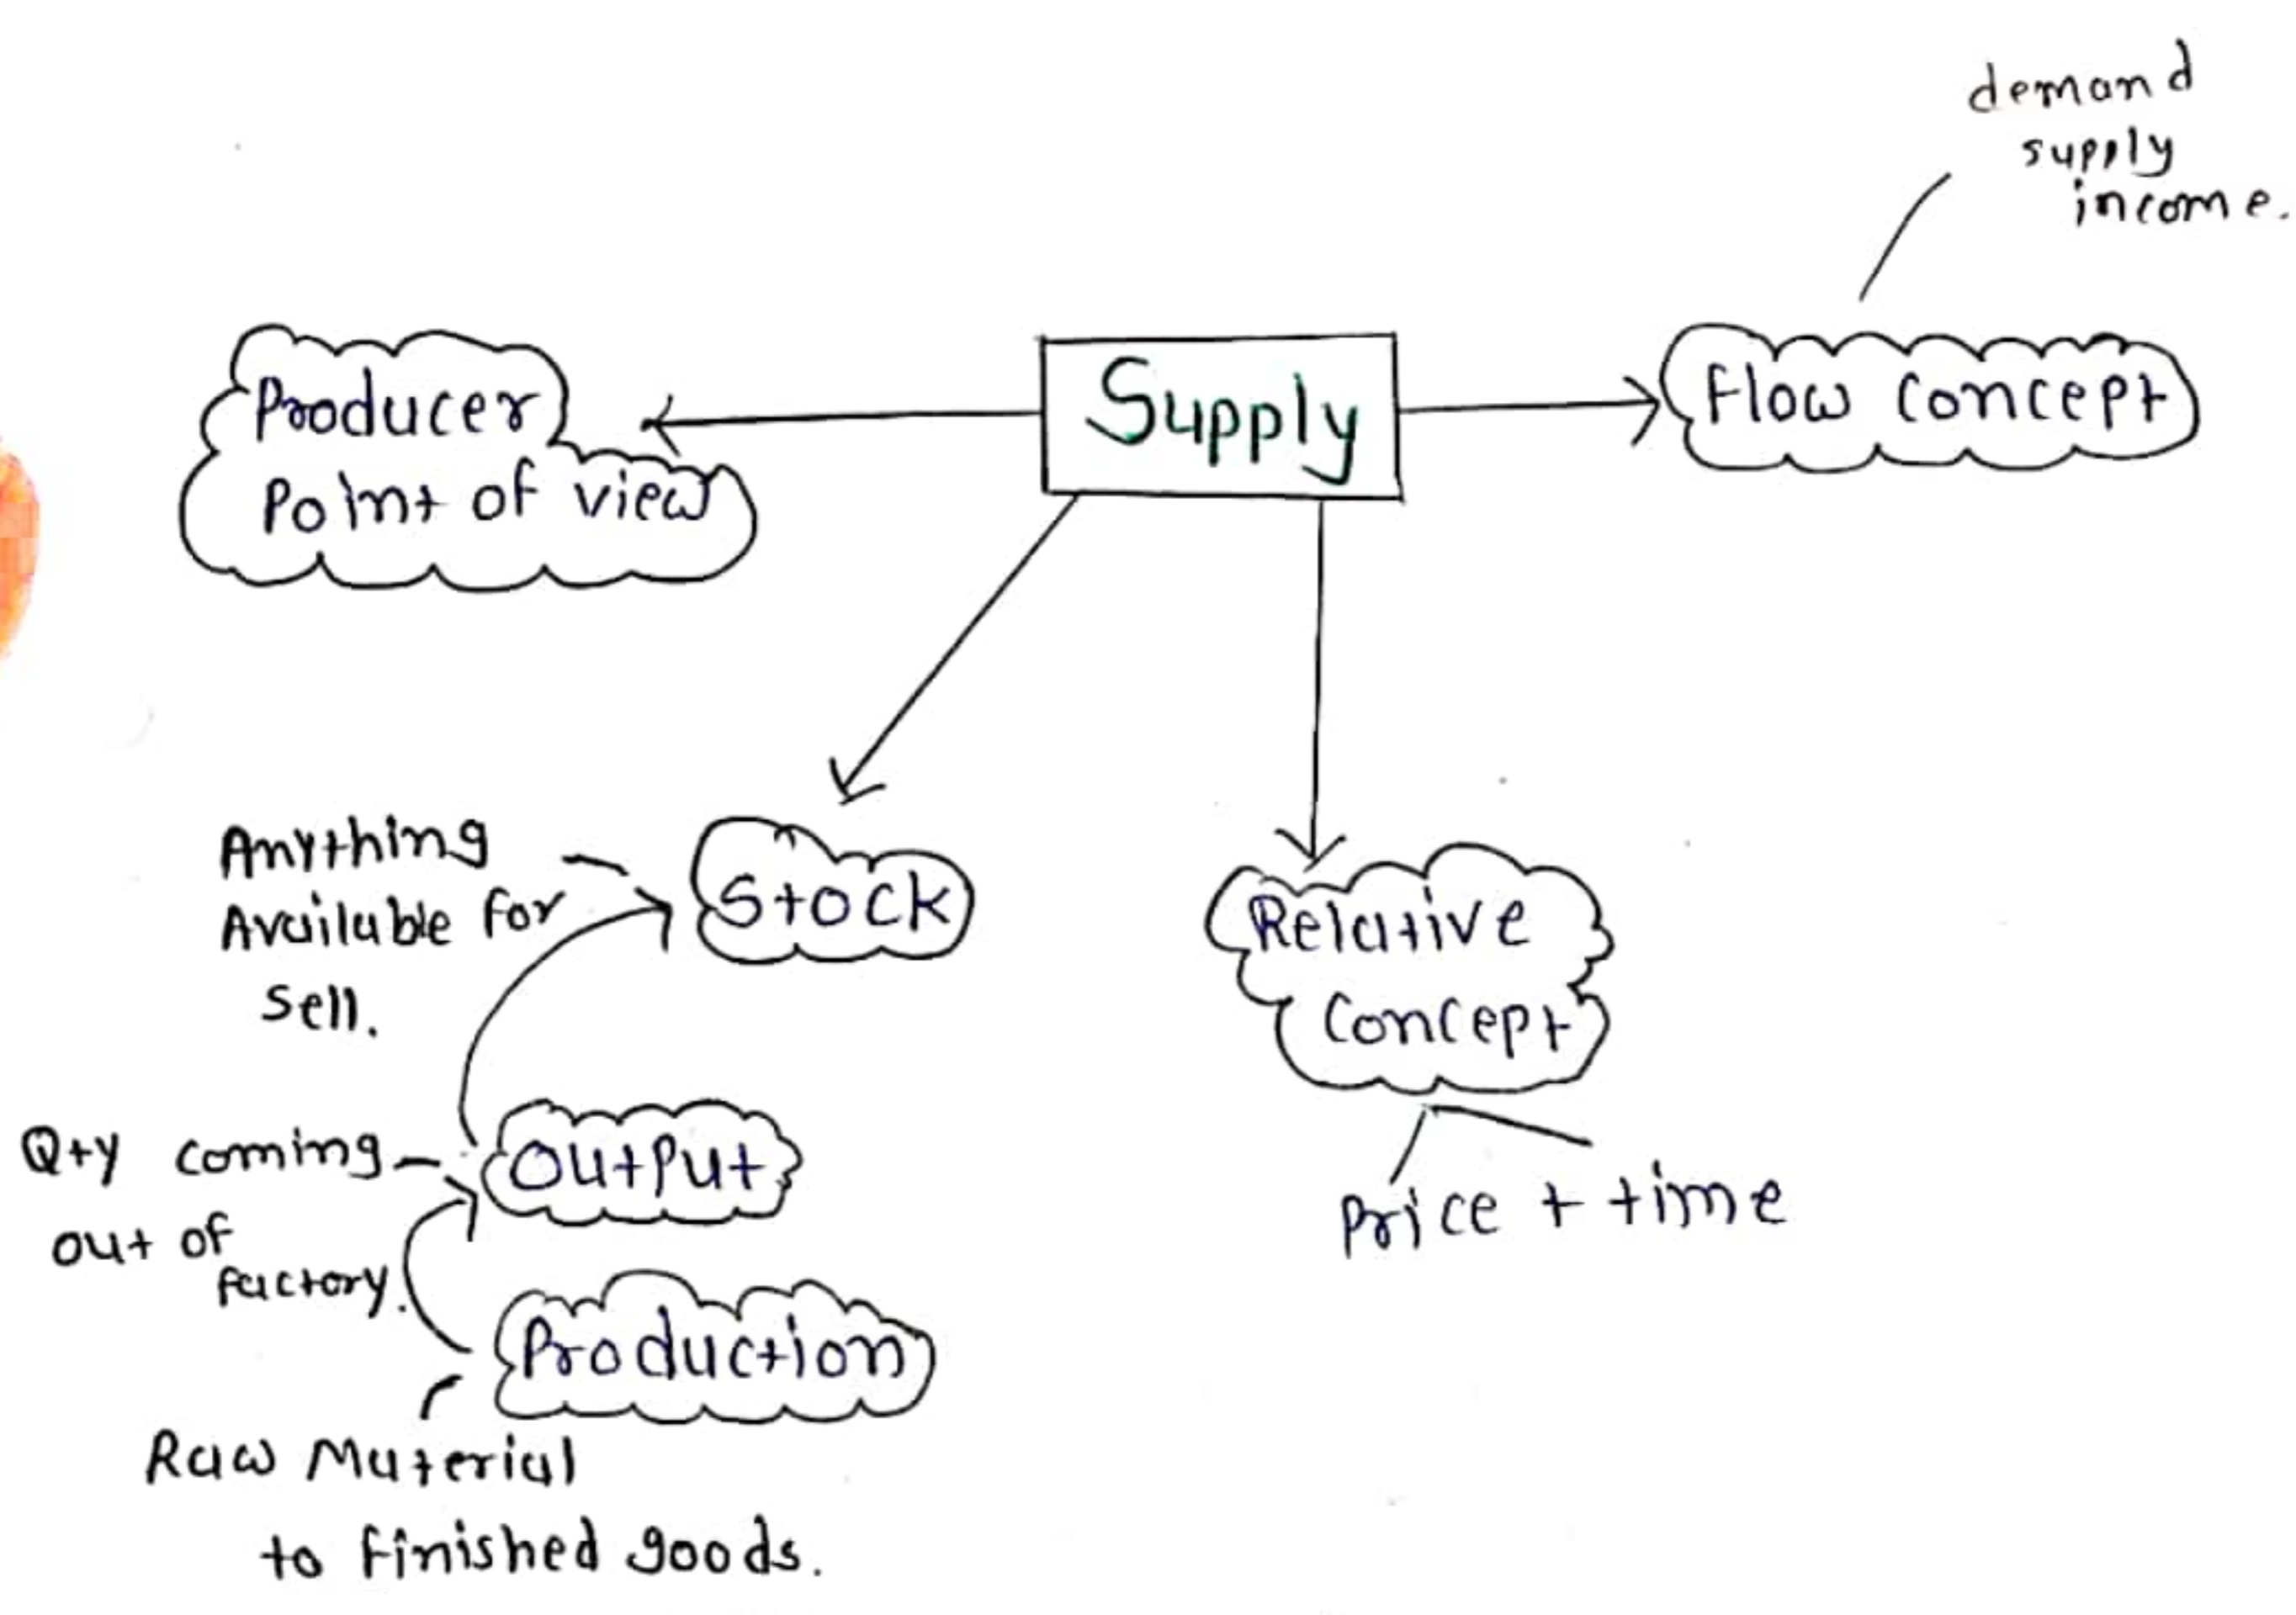 demand
supply
income.
Supply
Flow concept
Producer
Point of view
Stock
Anything
Available for
sell.
Relative
Concept
Price + time
Output
Qty coming
out of
factory.
Production
Raw Material
to finished goods.